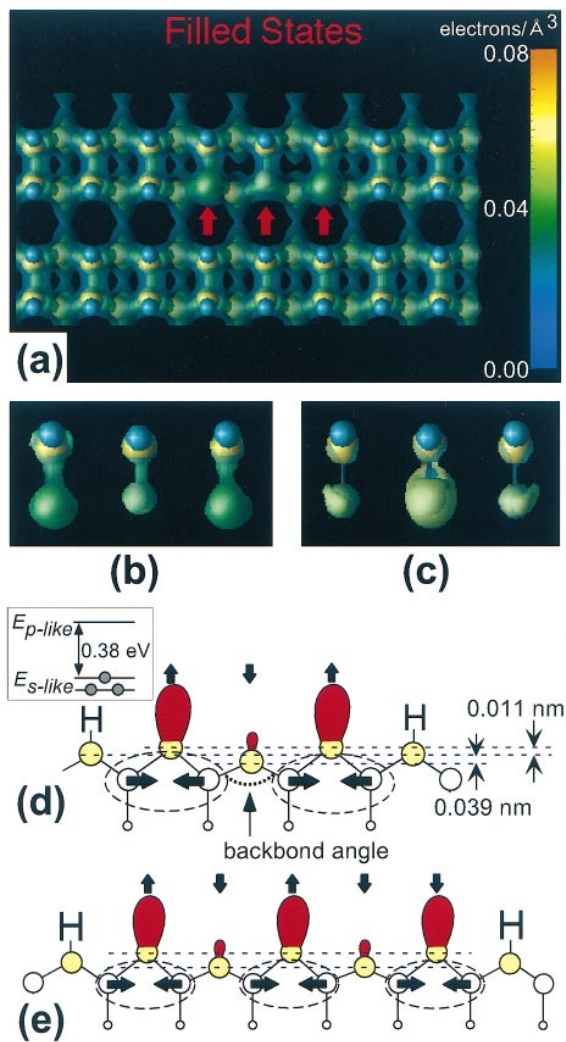 Filled States
electrons/Å3
0.08
0.04
0.00
(a)
(b)
(c)
Ep-like
0.38 eV
Es-like
H
H
0.011 nm
0.039 nm
(d)
backbond angle
H
H
(e)